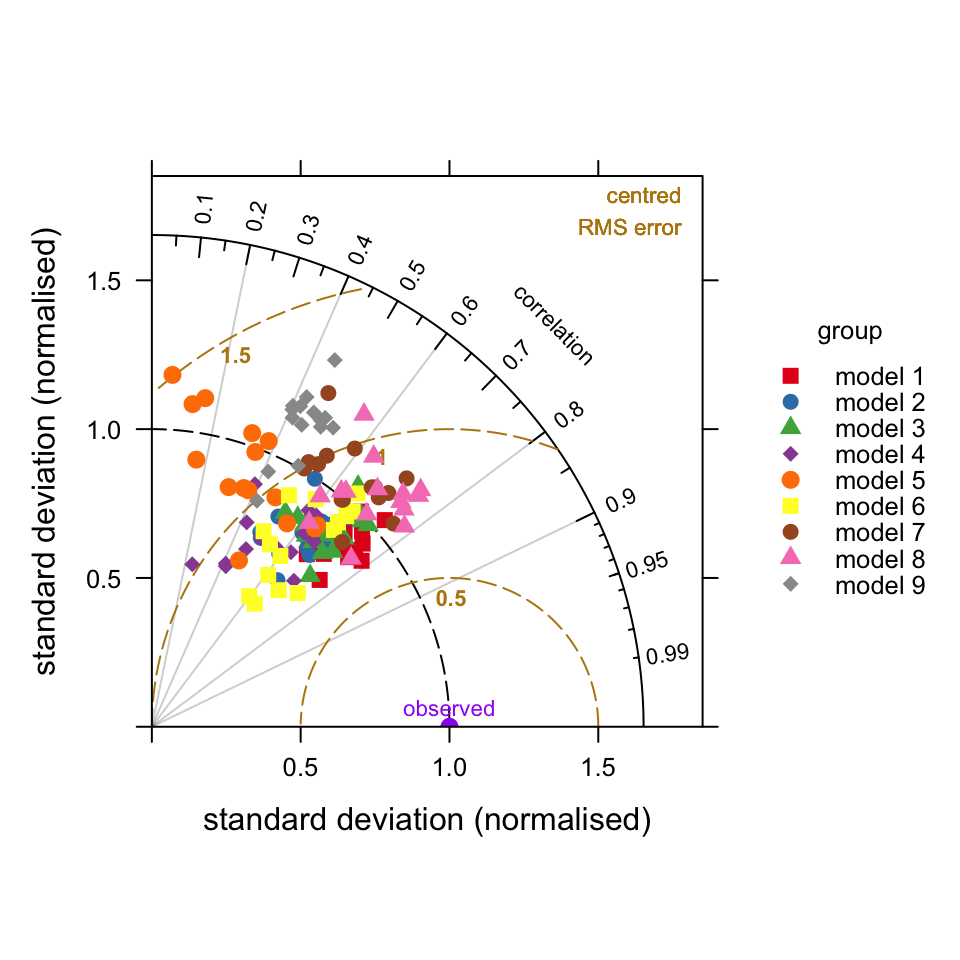 centred
RMS error
0.1
0.2
0.3
0.4
0.5
0.6
0.7
0.8
0.9
0.95
0.99
correlation
1.5
1
0.5
observed
standard deviation (normalised)
1.5
1.0
0.5
0.5
1.0
1.5
standard deviation (normalised)
group
model 1
model 2
model 3
model 4
model 5
model 6
model 7
model 8
model 9